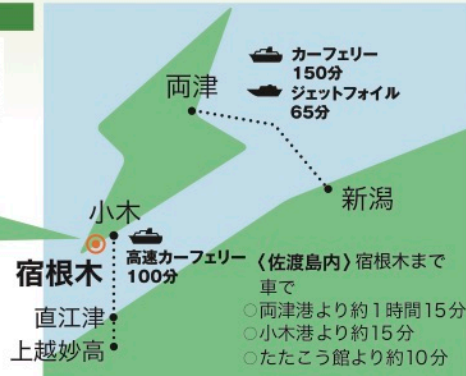 カーフェリー
150分
ジェットフォイル
65分
両津
新潟
小木
高速カーフェリー
100分
宿根木
直江津
上越妙高
〈佐渡島内〉宿根木まで
車で
○両津港より約1時間15分
○小木港より約15分
○たたこう館より約10分